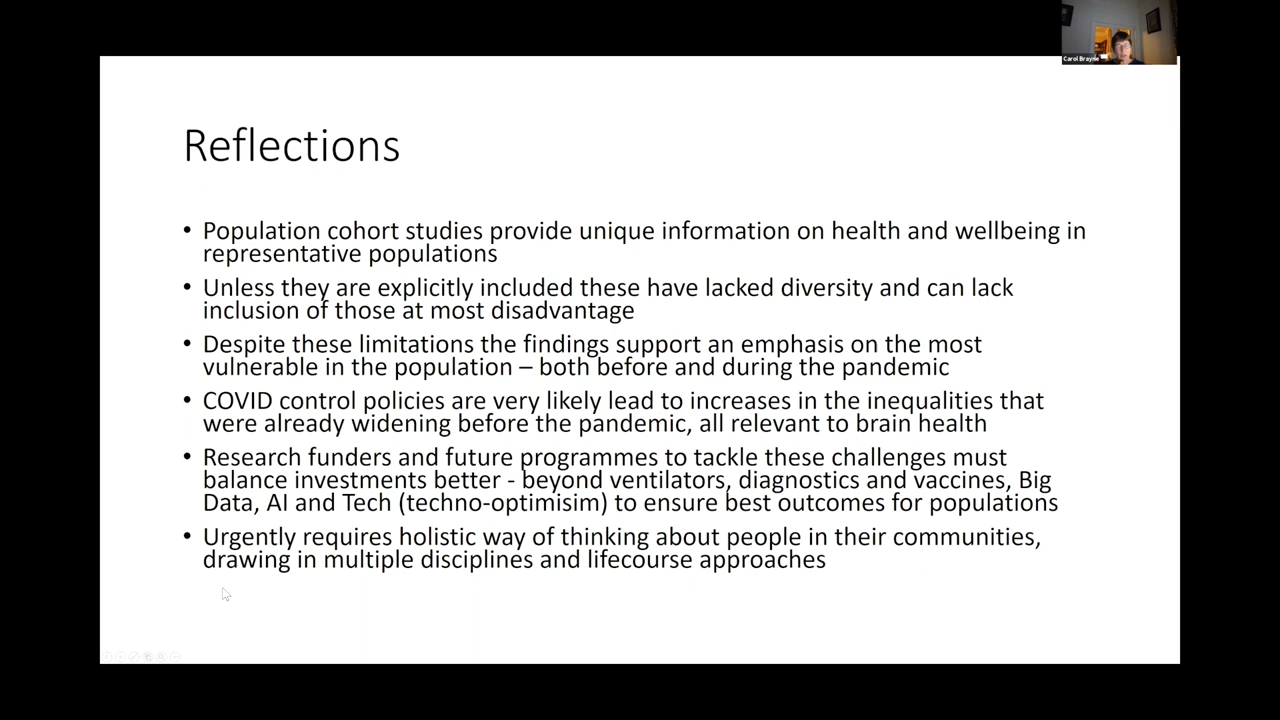 Carol Brayne
Reflections
• Population cohort studies provide unique information on health and wellbeing in
representative populations
• Unless they are explicitly included these have lacked diversity and can lack
inclusion of those at most disadvantage
• Despite these limitations the findings support an emphasis on the most
vulnerable in the population – both before and during the pandemic
• COVID control policies are very likely lead to increases in the inequalities that
were already widening before the pandemic, all relevant to brain health
• Research funders and future programmes to tackle these challenges must
balance investments better - beyond ventilators, diagnostics and vaccines, Big
Data, AI and Tech (techno-optimisim) to ensure best outcomes for populations
• Urgently requires holistic way of thinking about people in their communities,
drawing in multiple disciplines and lifecourse approaches